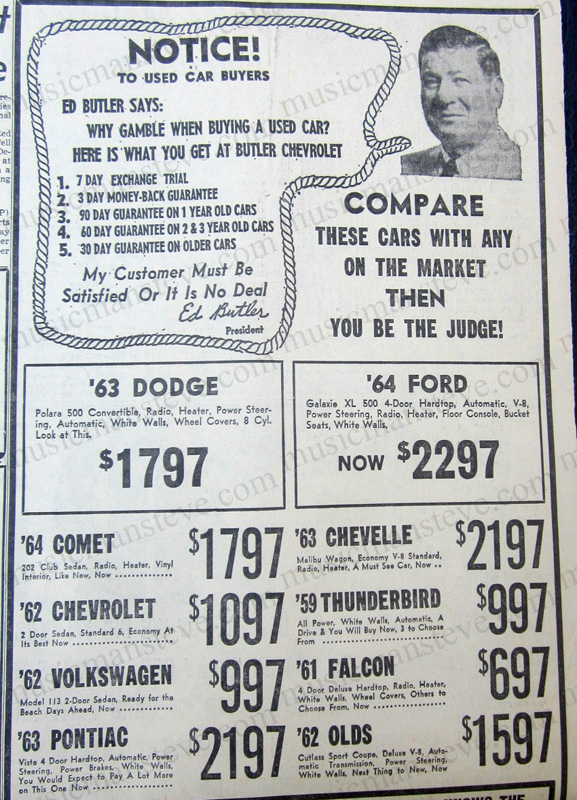 NOTICE!
TO USED CAR BUYERS
ED BUTLER SAYS:
WHY GAMBLE WHEN BUYING A USED CAR?
HERE IS WHAT YOU GET AT BUTLER CHEVROLET
1. 7 DAY EXCHANGE TRIAL
2. 3 DAY MONEY-BACK GUARANTEE
3. 90 DAY GUARANTEE ON 1 YEAR OLD CARS
4. 60 DAY GUARANTEE ON 2 & 3 YEAR OLD CARS
5. 30 DAY GUARANTEE ON OLDER CARS
My Customer Must Be
Satisfied Or It Is No Deal
Ed Butler
President
COMPARE
THESE CARS WITH ANY
ON THE MARKET
THEN
YOU BE THE JUDGE!
'63 DODGE
Polara 500 Convertible, Radio, Heater, Power Steer-
ing, Automatic, White Walls, Wheel Covers, 8 Cyl.
Look at This.
$1797
'64 FORD
Galaxie XL 500 4-Door Hardtop, Automatic, V-8,
Power Steering, Radio, Heater, Floor Console, Bucket
Seats, White Walls.
NOW $2297
'64 COMET $1797
202 Club Sedan, Radio, Heater, Vinyl
Interior, Like New, Now ..............
'63 CHEVELLE $2197
Malibu Wagon, Economy V-8 Standard,
Radio, Heater, A Must See Car, Now ..
'62 CHEVROLET $1097
2 Door Sedan, Standard 6, Economy At
Its Best Now ........................
'59 THUNDERBIRD $997
All Power, White Walls, Automatic, A
Drive & You Will Buy Now, 3 to Choose
From ..............................
'62 VOLKSWAGEN $997
Model 113 2-Door Sedan, Ready for the
Beach Days Ahead, Now ..............
'61 FALCON $697
4 Door Deluxe Hardtop, Radio, Heater,
White Walls, Wheel Covers, Others to
Choose From, Now ..................
'63 PONTIAC $2197
Vista 4 Door Hardtop, Automatic, Power
Steering, Power Brakes, White Walls,
You Would Expect to Pay A Lot More
on This One Now ....................
'62 OLDS $1597
Cutlass Sport Coupe, Deluxe V-8, Auto-
matic Transmission, Power Steering,
White Walls, Next Thing to New, Now
musicmansteve.com